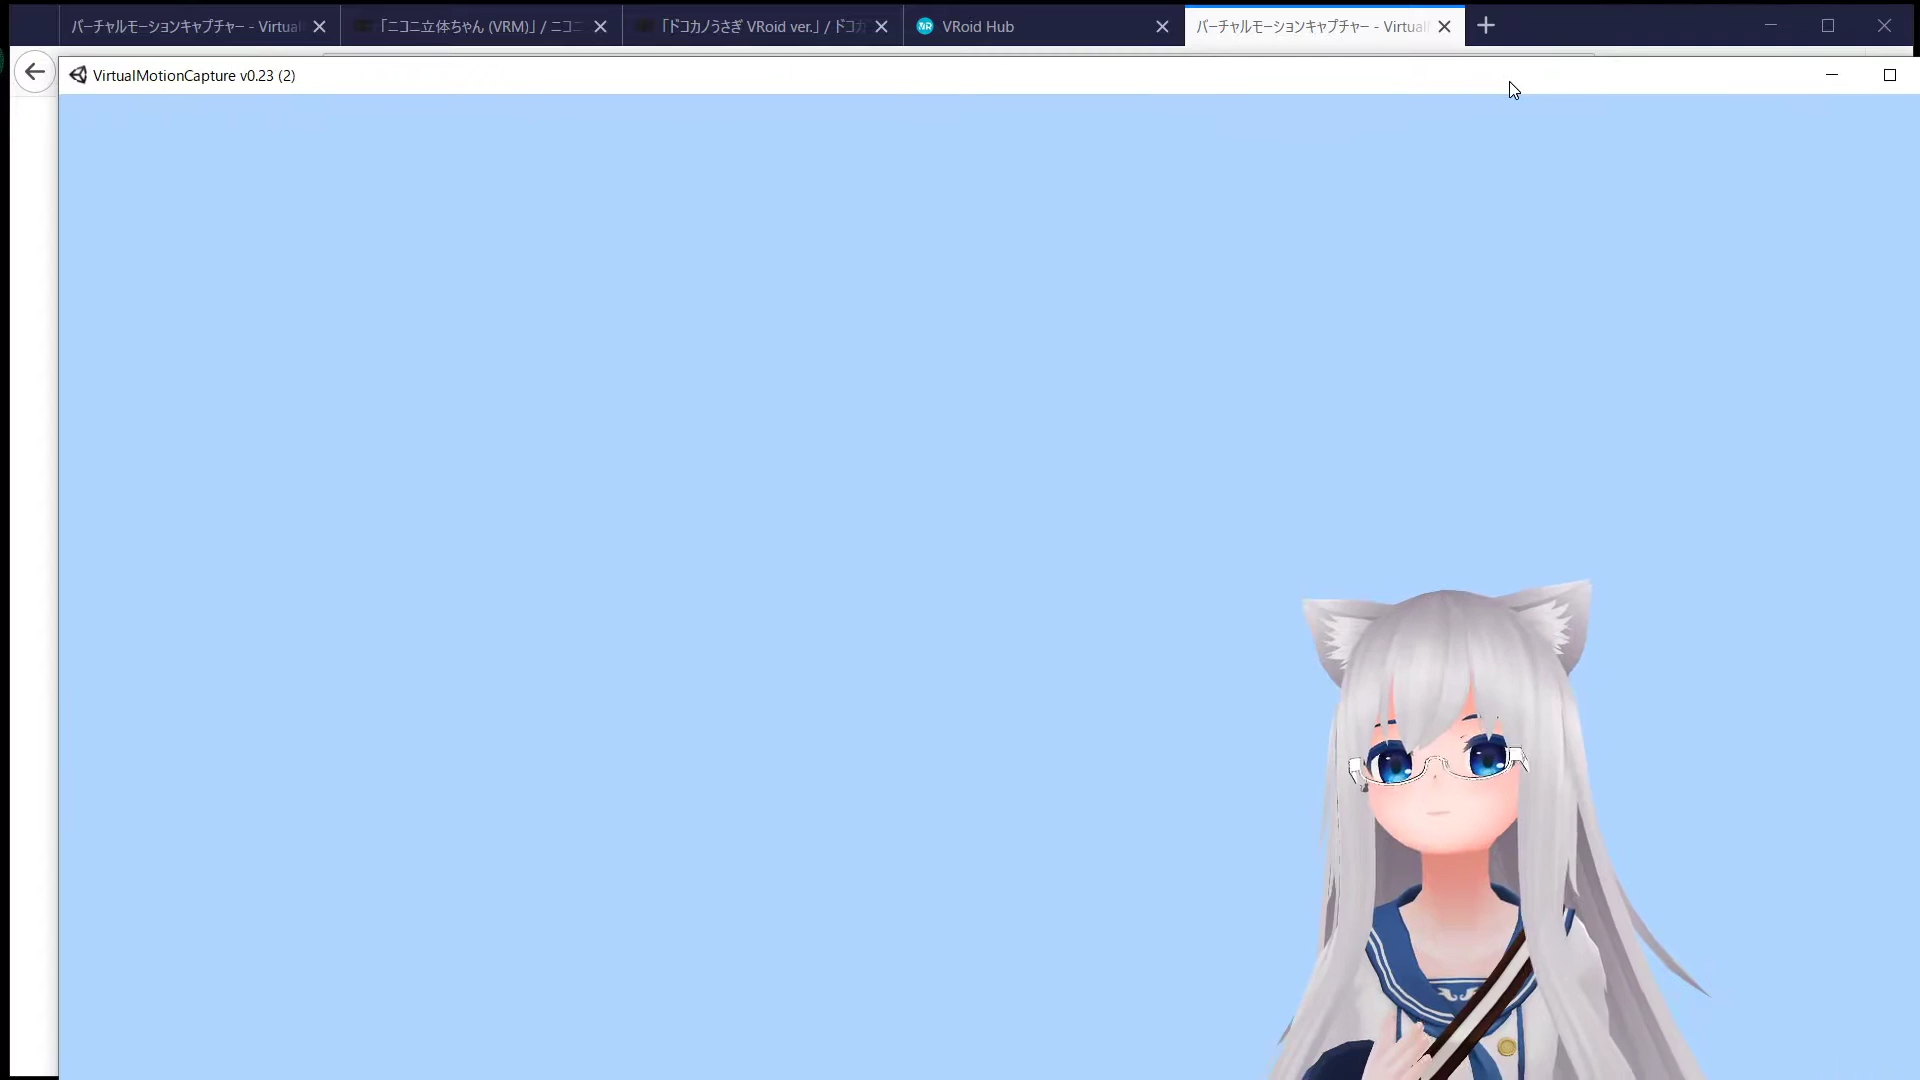 バーチャルモーションキャプチャー - Virtual
「ニコニ立体ちゃん (VRM)」 / ニコニ
「ドコカノうさぎ VRoid ver.」 / ドコカ
VRoid Hub
バーチャルモーションキャプチャー - Virtual
VirtualMotionCapture v0.23 (2)